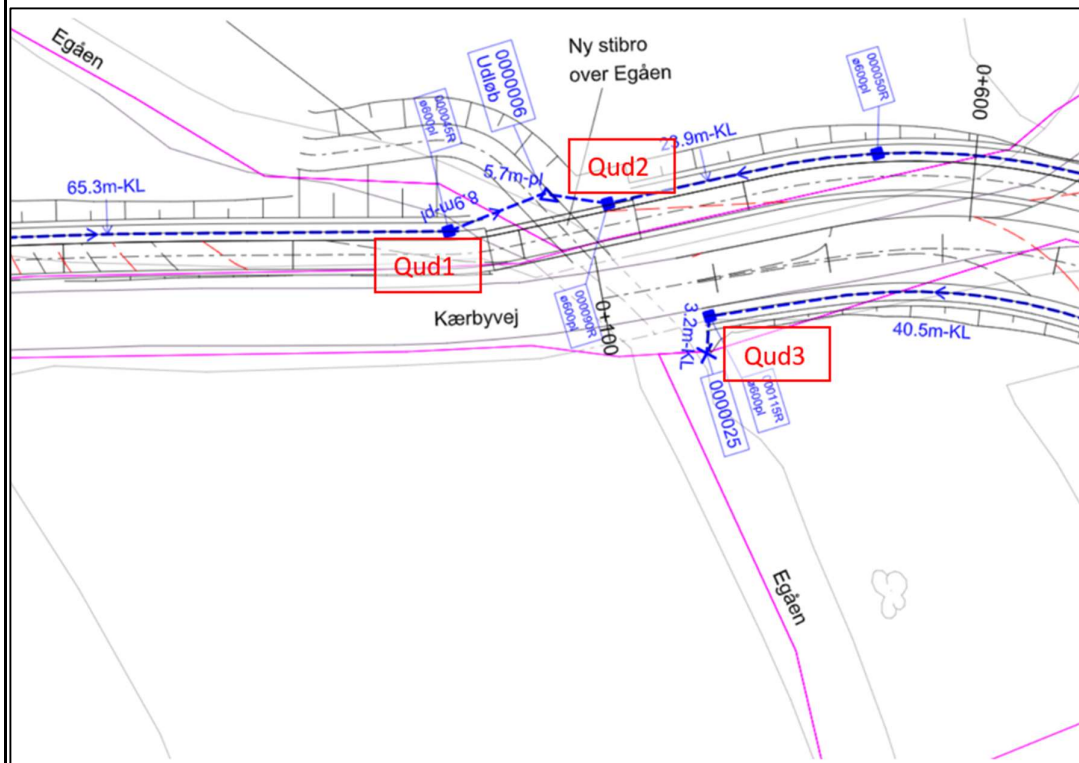 Egåen
0000006
Udløb
Ny stibro
over Egåen
000050R
ø600pl
0+600
000045R
ø600pl
23.9m-KL
65.3m-KL
5.7m-pl
Qud2
8.9m-pl
Qud1
000090R
ø600pl
0+100
Kærbyvej
3.2m-KL
Qud3
40.5m-KL
0000025
000115R
ø600pl
Egåen